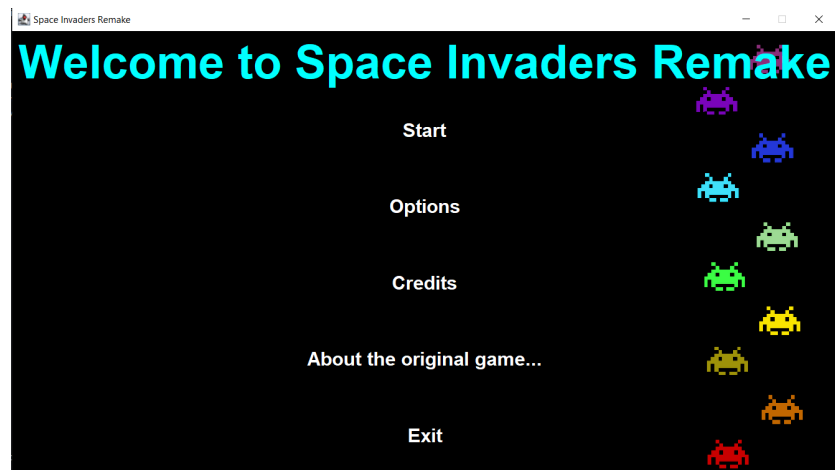 Space Invaders Remake
Welcome to Space Invaders Remake
Start
Options
Credits
About the original game...
Exit